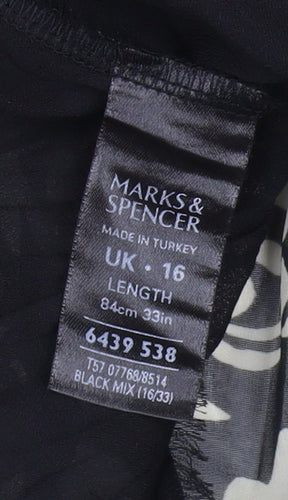 MARKS &
SPENCER
MADE IN TURKEY
UK • 16
LENGTH
84cm 33in
6439 538
T57 07768/8514
BLACK MIX (16/33)